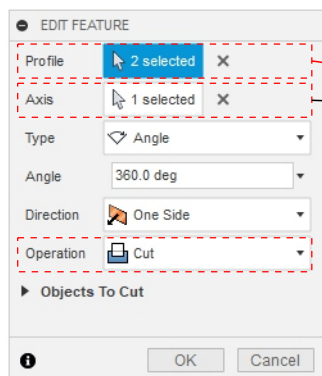 EDIT FEATURE
Profile 2 selected
Axis 1 selected
Type Angle
Angle 360.0 deg
Direction One Side
Operation Cut
Objects To Cut
OK Cancel